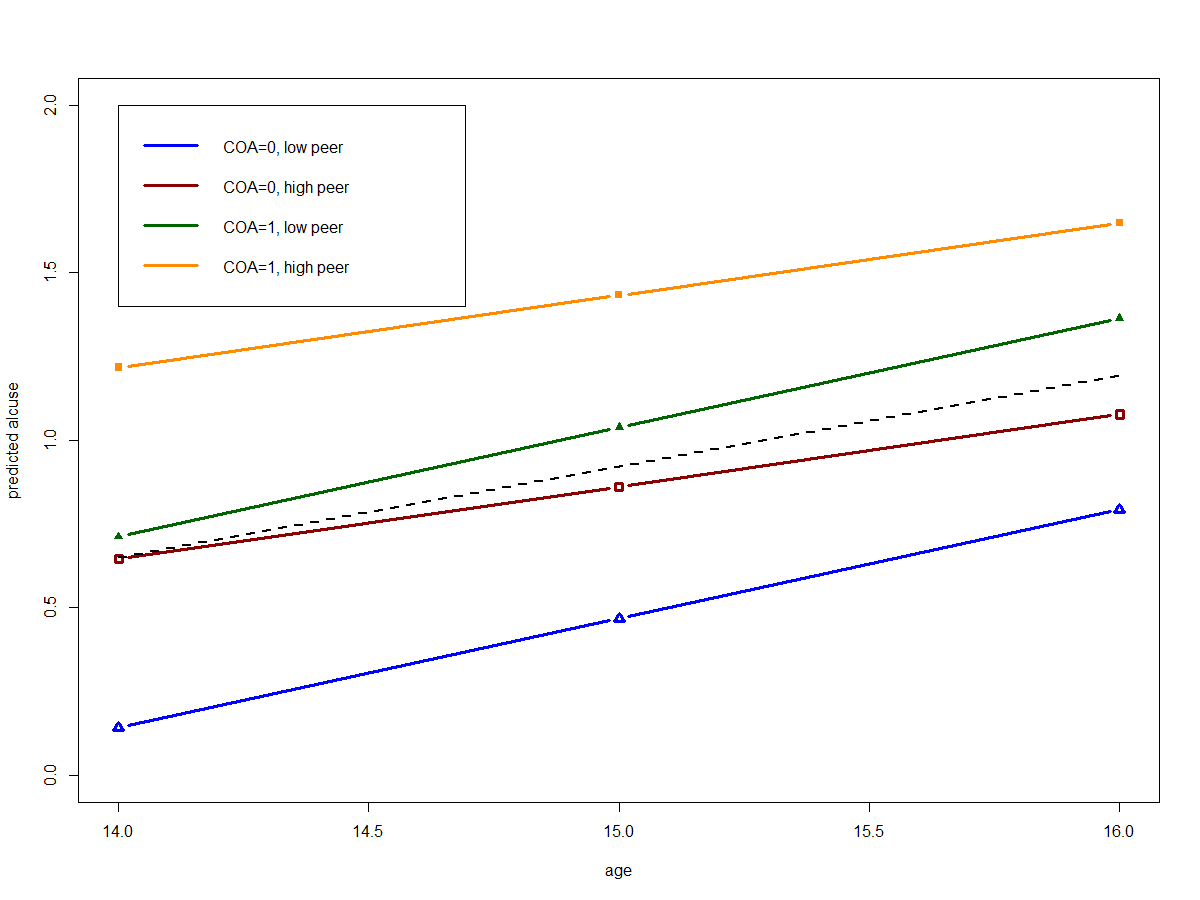 2.0
1.5
1.0
0.5
0.0
predicted alcuse
COA=0, low peer
COA=0, high peer
COA=1, low peer
COA=1, high peer
14.0 14.5 15.0 15.5 16.0
age